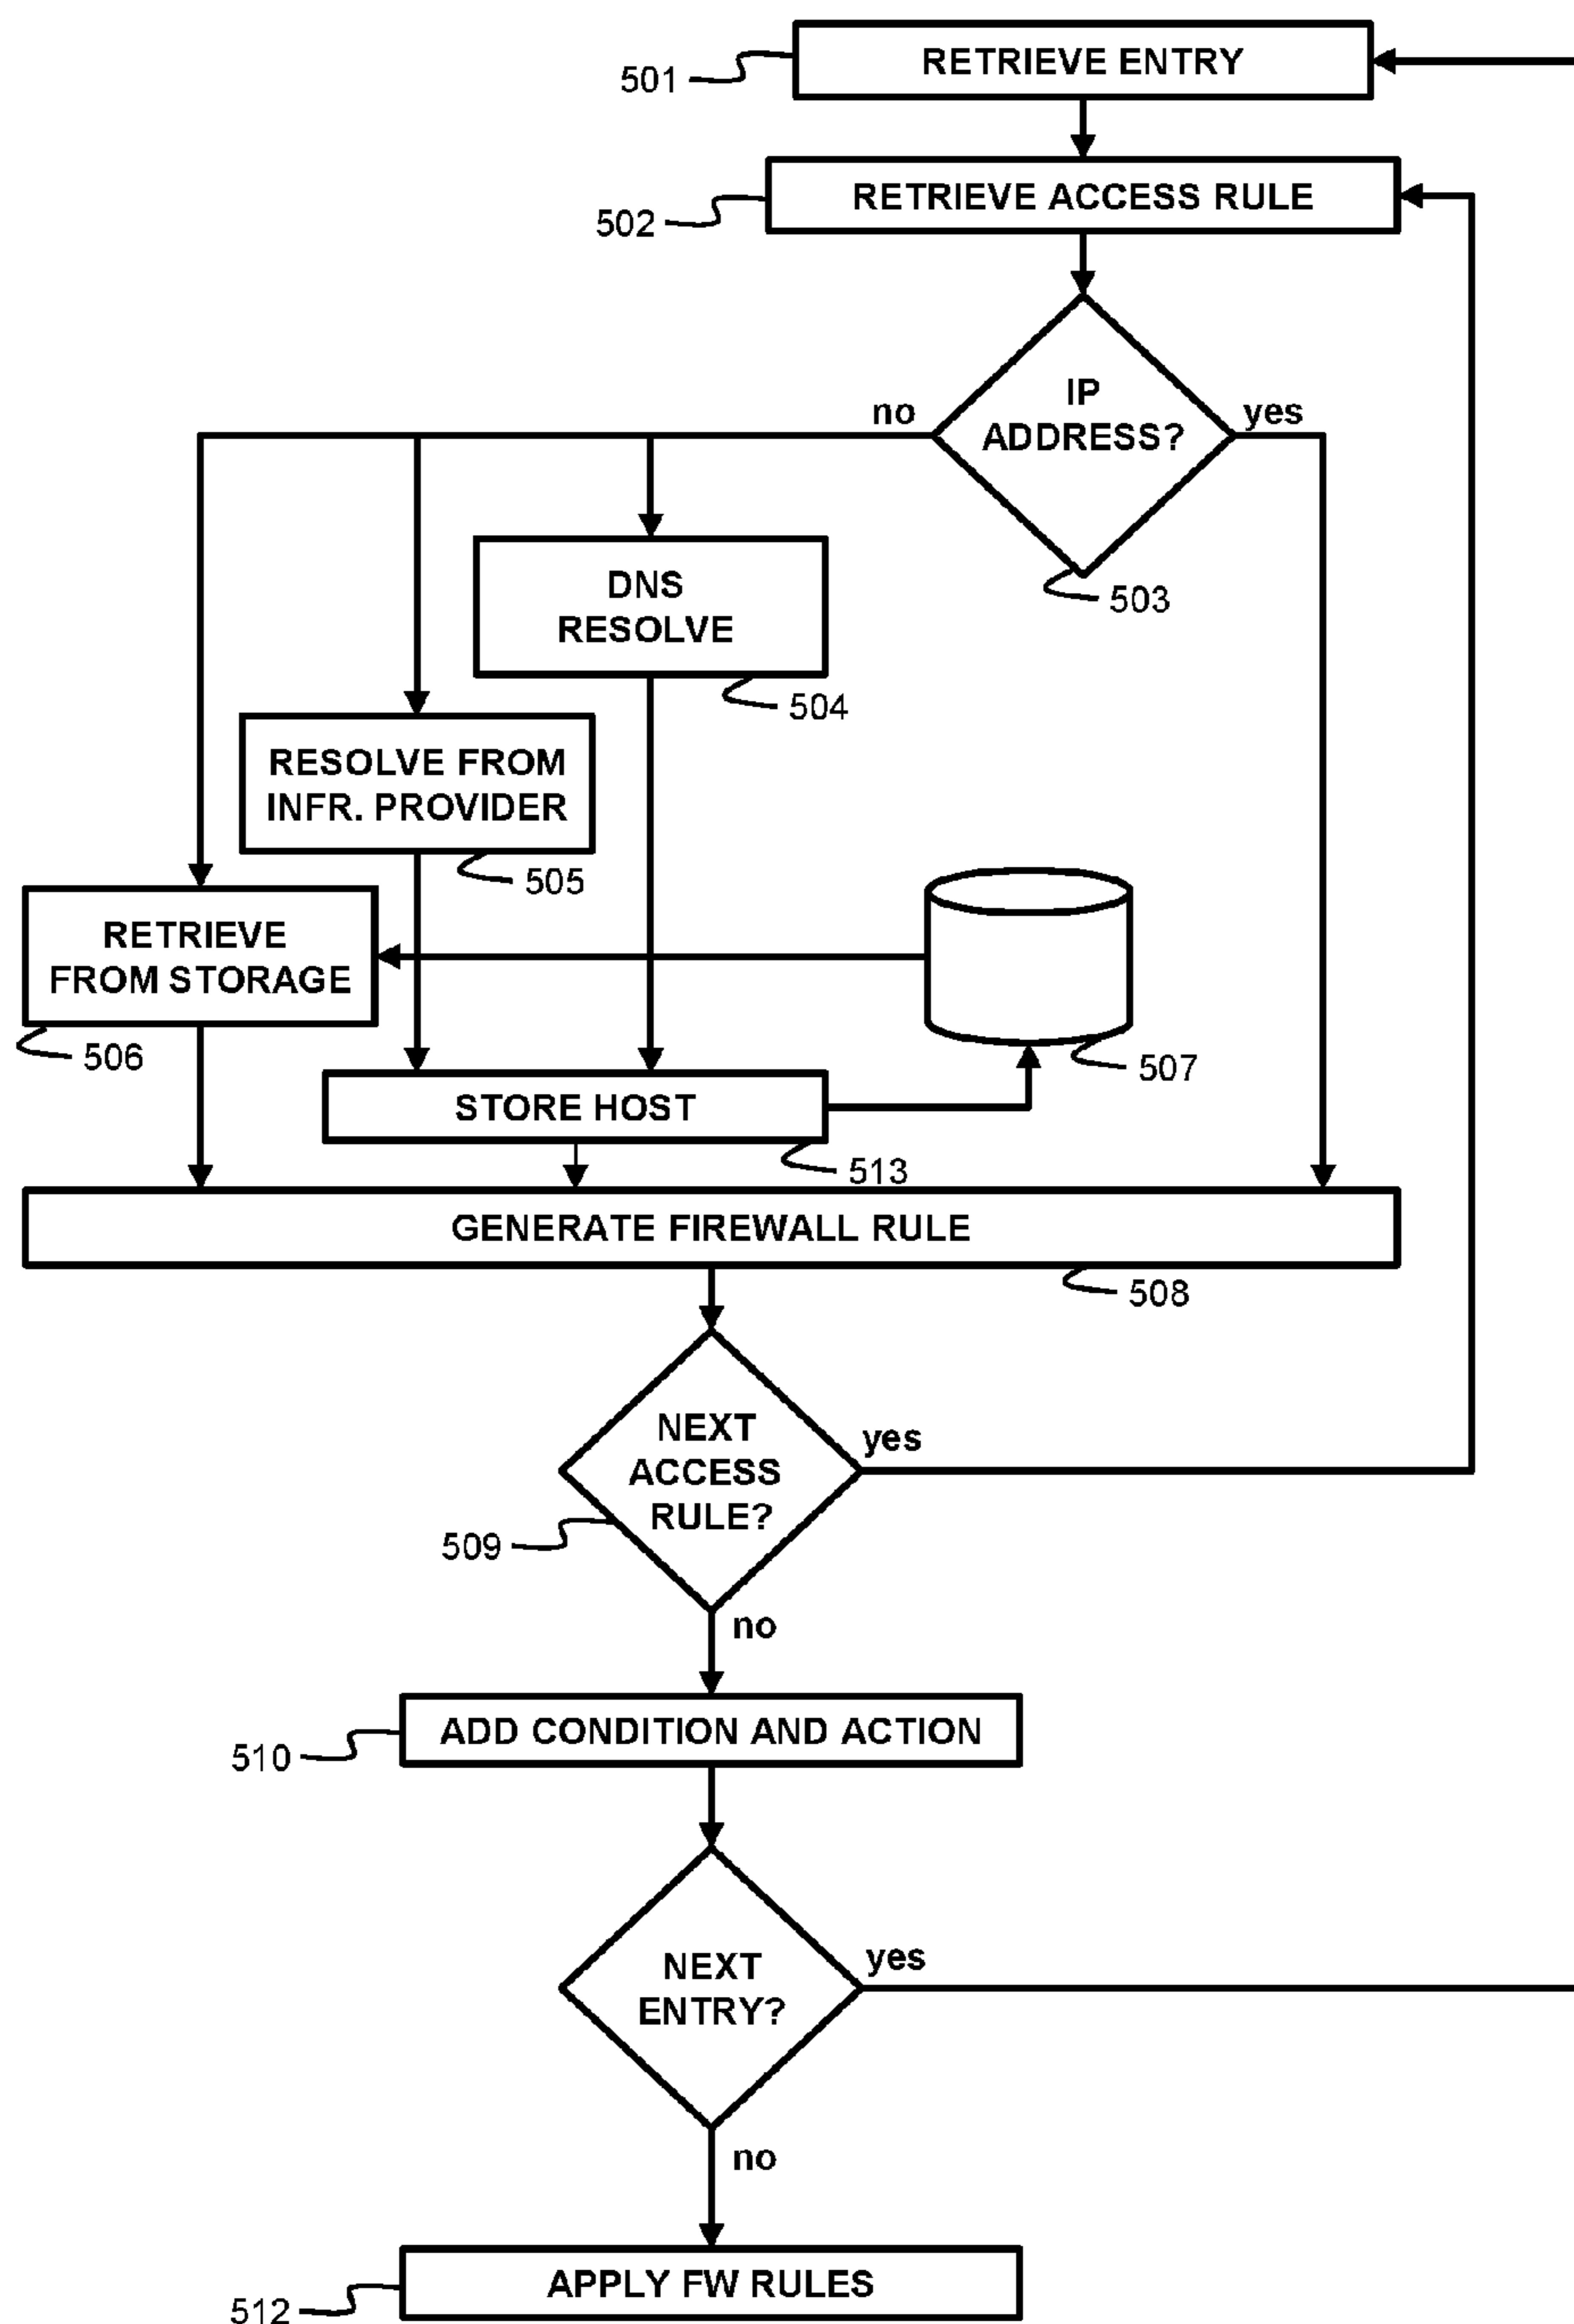 RETRIEVE ENTRY
501
RETRIEVE ACCESS RULE
502
IP
ADDRESS?
no
yes
503
DNS
RESOLVE
504
RESOLVE FROM
INFR. PROVIDER
505
RETRIEVE
FROM STORAGE
506
507
STORE HOST
513
GENERATE FIREWALL RULE
508
NEXT
ACCESS
RULE?
yes
509
no
ADD CONDITION AND ACTION
510
NEXT
ENTRY?
yes
no
APPLY FW RULES
512